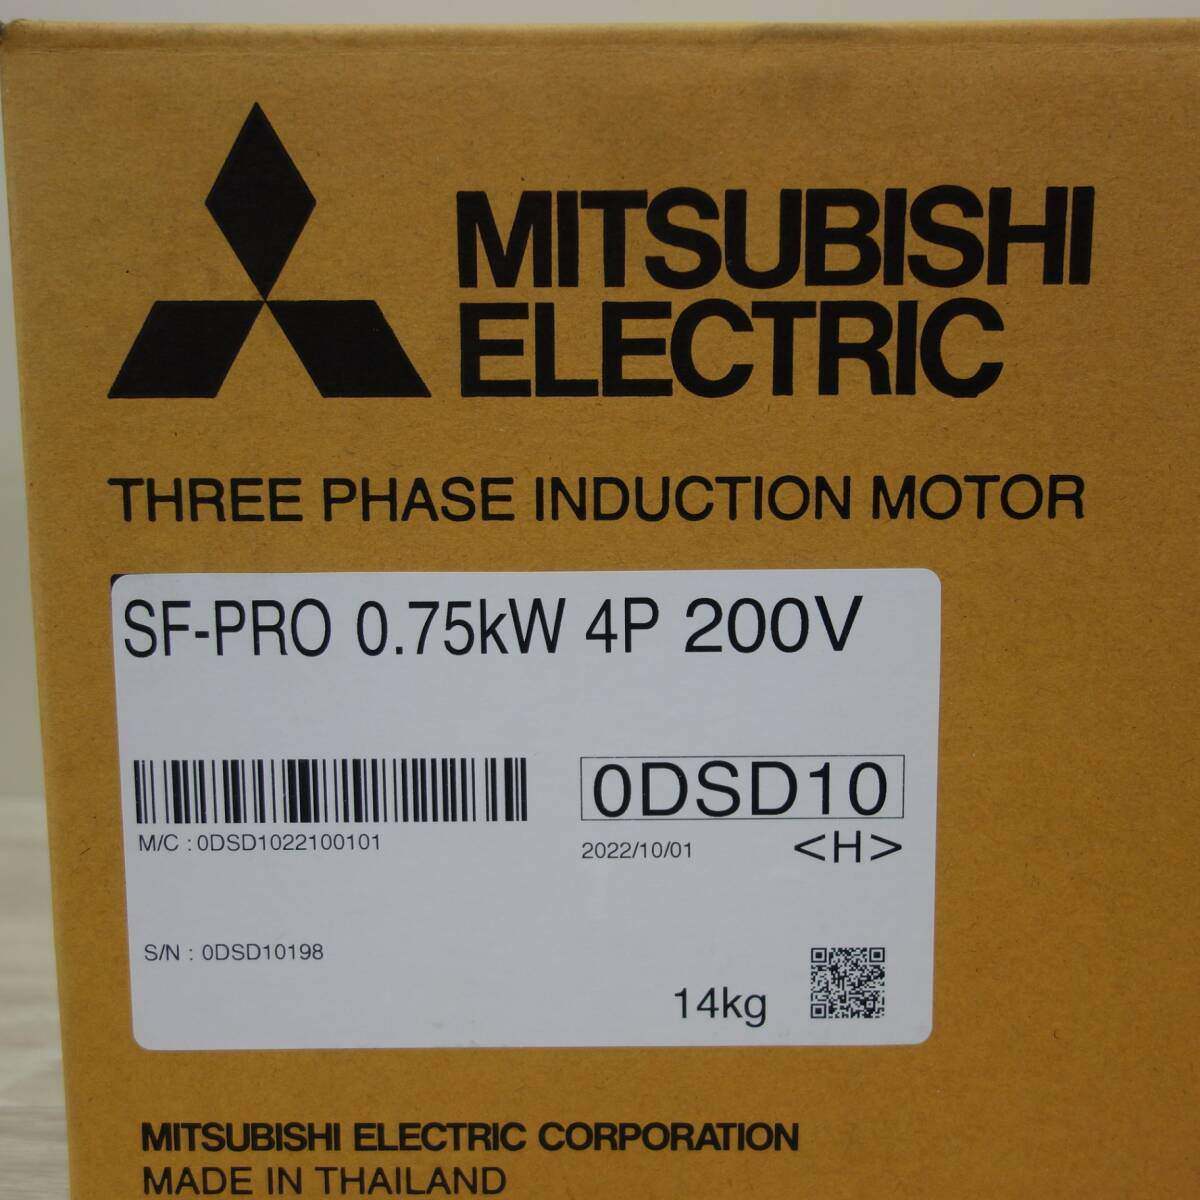 MITSUBISHI
ELECTRIC
THREE PHASE INDUCTION MOTOR
SF-PRO 0.75kW 4P 200V
0DSD10
M/C : 0DSD1022100101
2022/10/01 <H>
S/N : 0DSD10198
14kg
MITSUBISHI ELECTRIC CORPORATION
MADE IN THAILAND